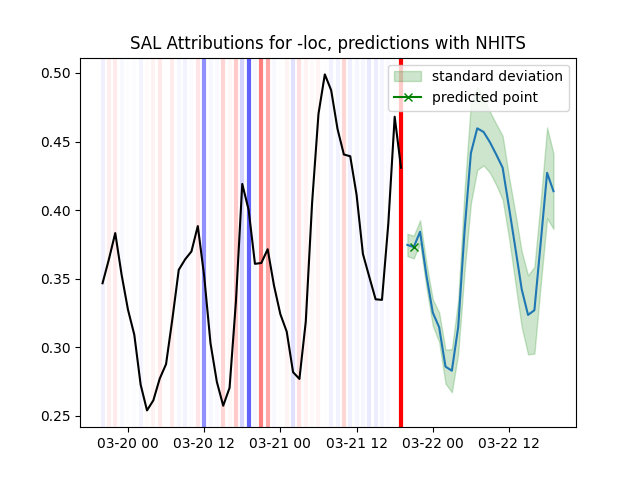 SAL Attributions for -loc, predictions with NHITS
standard deviation
predicted point
0.50
0.45
0.40
0.35
0.30
0.25
03-20 00 03-20 12 03-21 00 03-21 12 03-22 00 03-22 12